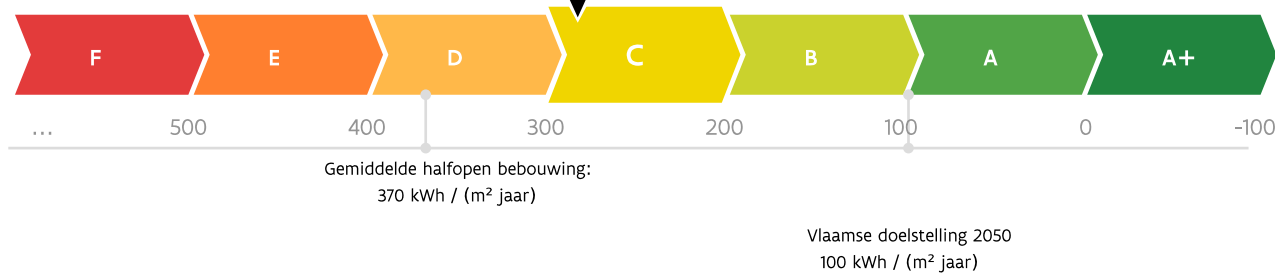 F E D C B A A+
... 500 400 300 200 100 0 -100
Gemiddelde halfopen bebouwing:
370 kWh / (m² jaar)
Vlaamse doelstelling 2050
100 kWh / (m² jaar)